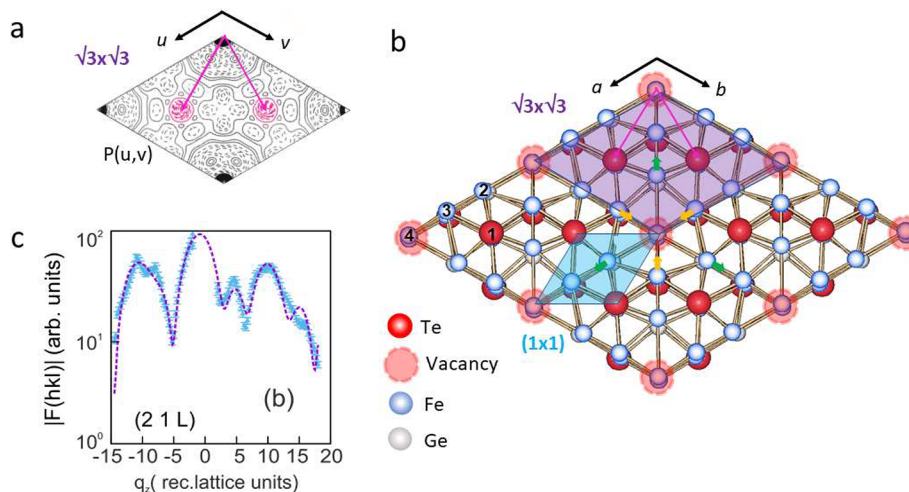 a
u
v
√3x√3
P(u,v)
b
a
b
√3x√3
2
3
4
1
(1x1)
Te
Vacancy
Fe
Ge
c
|F(hkl)| (arb. units)
10²
10¹
10⁰
(2 1 L)
(b)
-15 -10 -5 0 5 10 15 20
q_z( rec.lattice units)